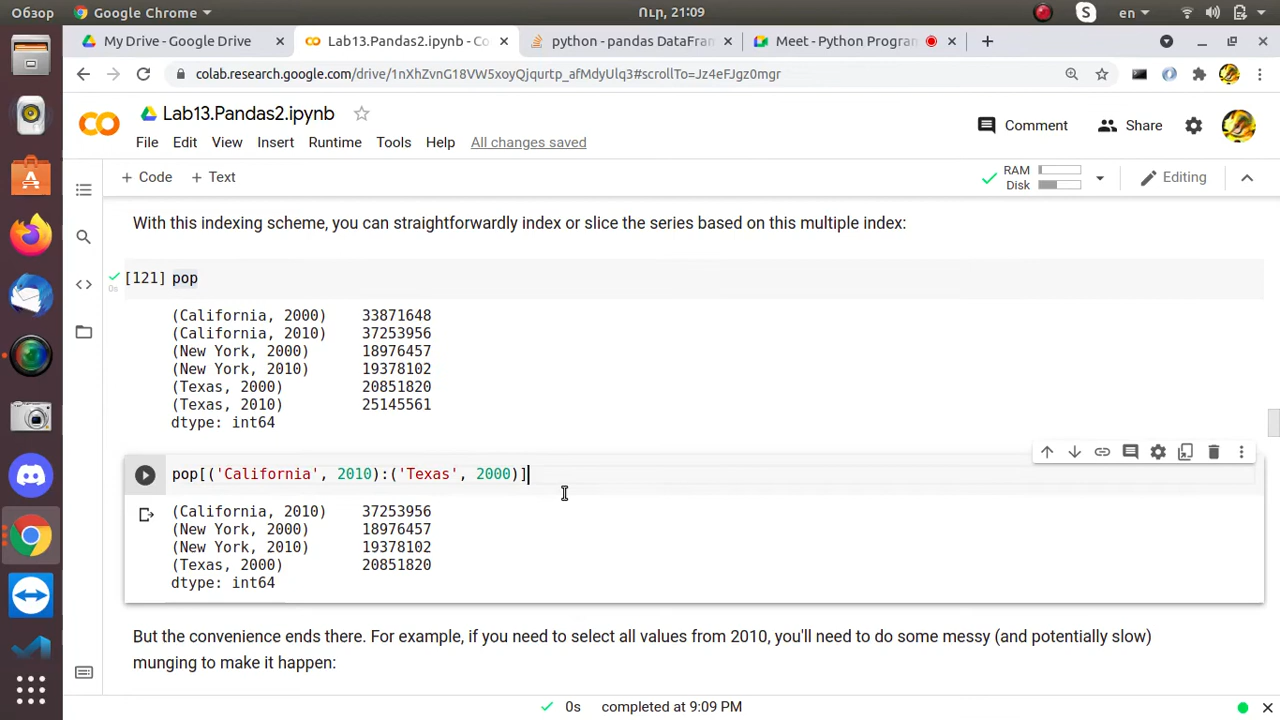 Обзор
Google Chrome
Ուր, 21:09
en
My Drive - Google Drive
Lab13.Pandas2.ipynb - Co
python - pandas DataFran
Meet - Python Progran
colab.research.google.com/drive/1nXhZvnG18VW5xoyQjqurtp_afMdyUlq3#scrollTo=Jz4eFJgz0mgr
Lab13.Pandas2.ipynb
Comment
Share
File Edit View Insert Runtime Tools Help All changes saved
+ Code + Text
RAM
Disk
Editing
With this indexing scheme, you can straightforwardly index or slice the series based on this multiple index:
[121] pop
0s
(California, 2000) 33871648
(California, 2010) 37253956
(New York, 2000) 18976457
(New York, 2010) 19378102
(Texas, 2000) 20851820
(Texas, 2010) 25145561
dtype: int64
pop[('California', 2010):('Texas', 2000)]
(California, 2010) 37253956
(New York, 2000) 18976457
(New York, 2010) 19378102
(Texas, 2000) 20851820
dtype: int64
But the convenience ends there. For example, if you need to select all values from 2010, you'll need to do some messy (and potentially slow)
munging to make it happen:
0s completed at 9:09 PM